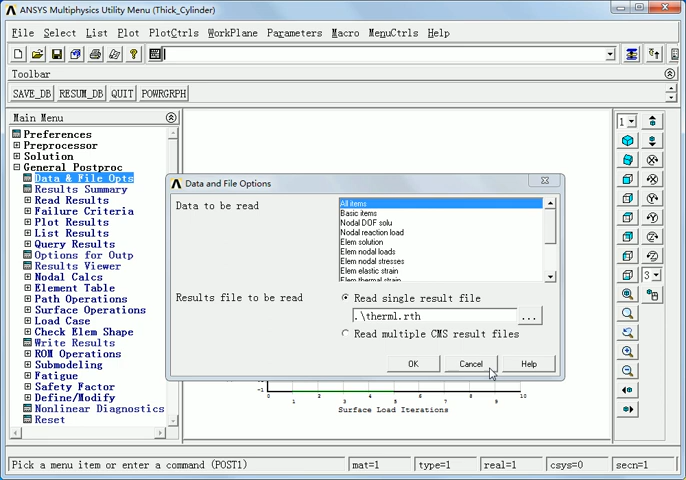 ANSYS Multiphysics Utility Menu (Thick_Cylinder)
File Select List Plot PlotCtrls WorkPlane Parameters Macro MenuCtrls Help
Toolbar
SAVE_DB RESUM_DB QUIT POWRGRPH
Main Menu
Preferences
Preprocessor
Solution
General Postproc
Data & File Opts
Results Summary
Read Results
Failure Criteria
Plot Results
List Results
Query Results
Options for Outp
Results Viewer
Nodal Calcs
Element Table
Path Operations
Surface Operations
Load Case
Check Elem Shape
Write Results
ROM Operations
Submodeling
Fatigue
Safety Factor
Define/Modify
Nonlinear Diagnostics
Reset
Data and File Options
Data to be read
All items
Basic items
Nodal DOF solu
Nodal reaction load
Elem solution
Elem nodal loads
Elem nodal stresses
Elem elastic strain
Elem thermal strain
Results file to be read
Read single result file
.\therml.rth
...
Read multiple CMS result files
OK Cancel Help
-1
0 1 2 3 4 5 6 7 8 9 10
Surface Load Iterations
1
3
Pick a menu item or enter a command (POST1)
mat=1 type=1 real=1 csys=0 secn=1